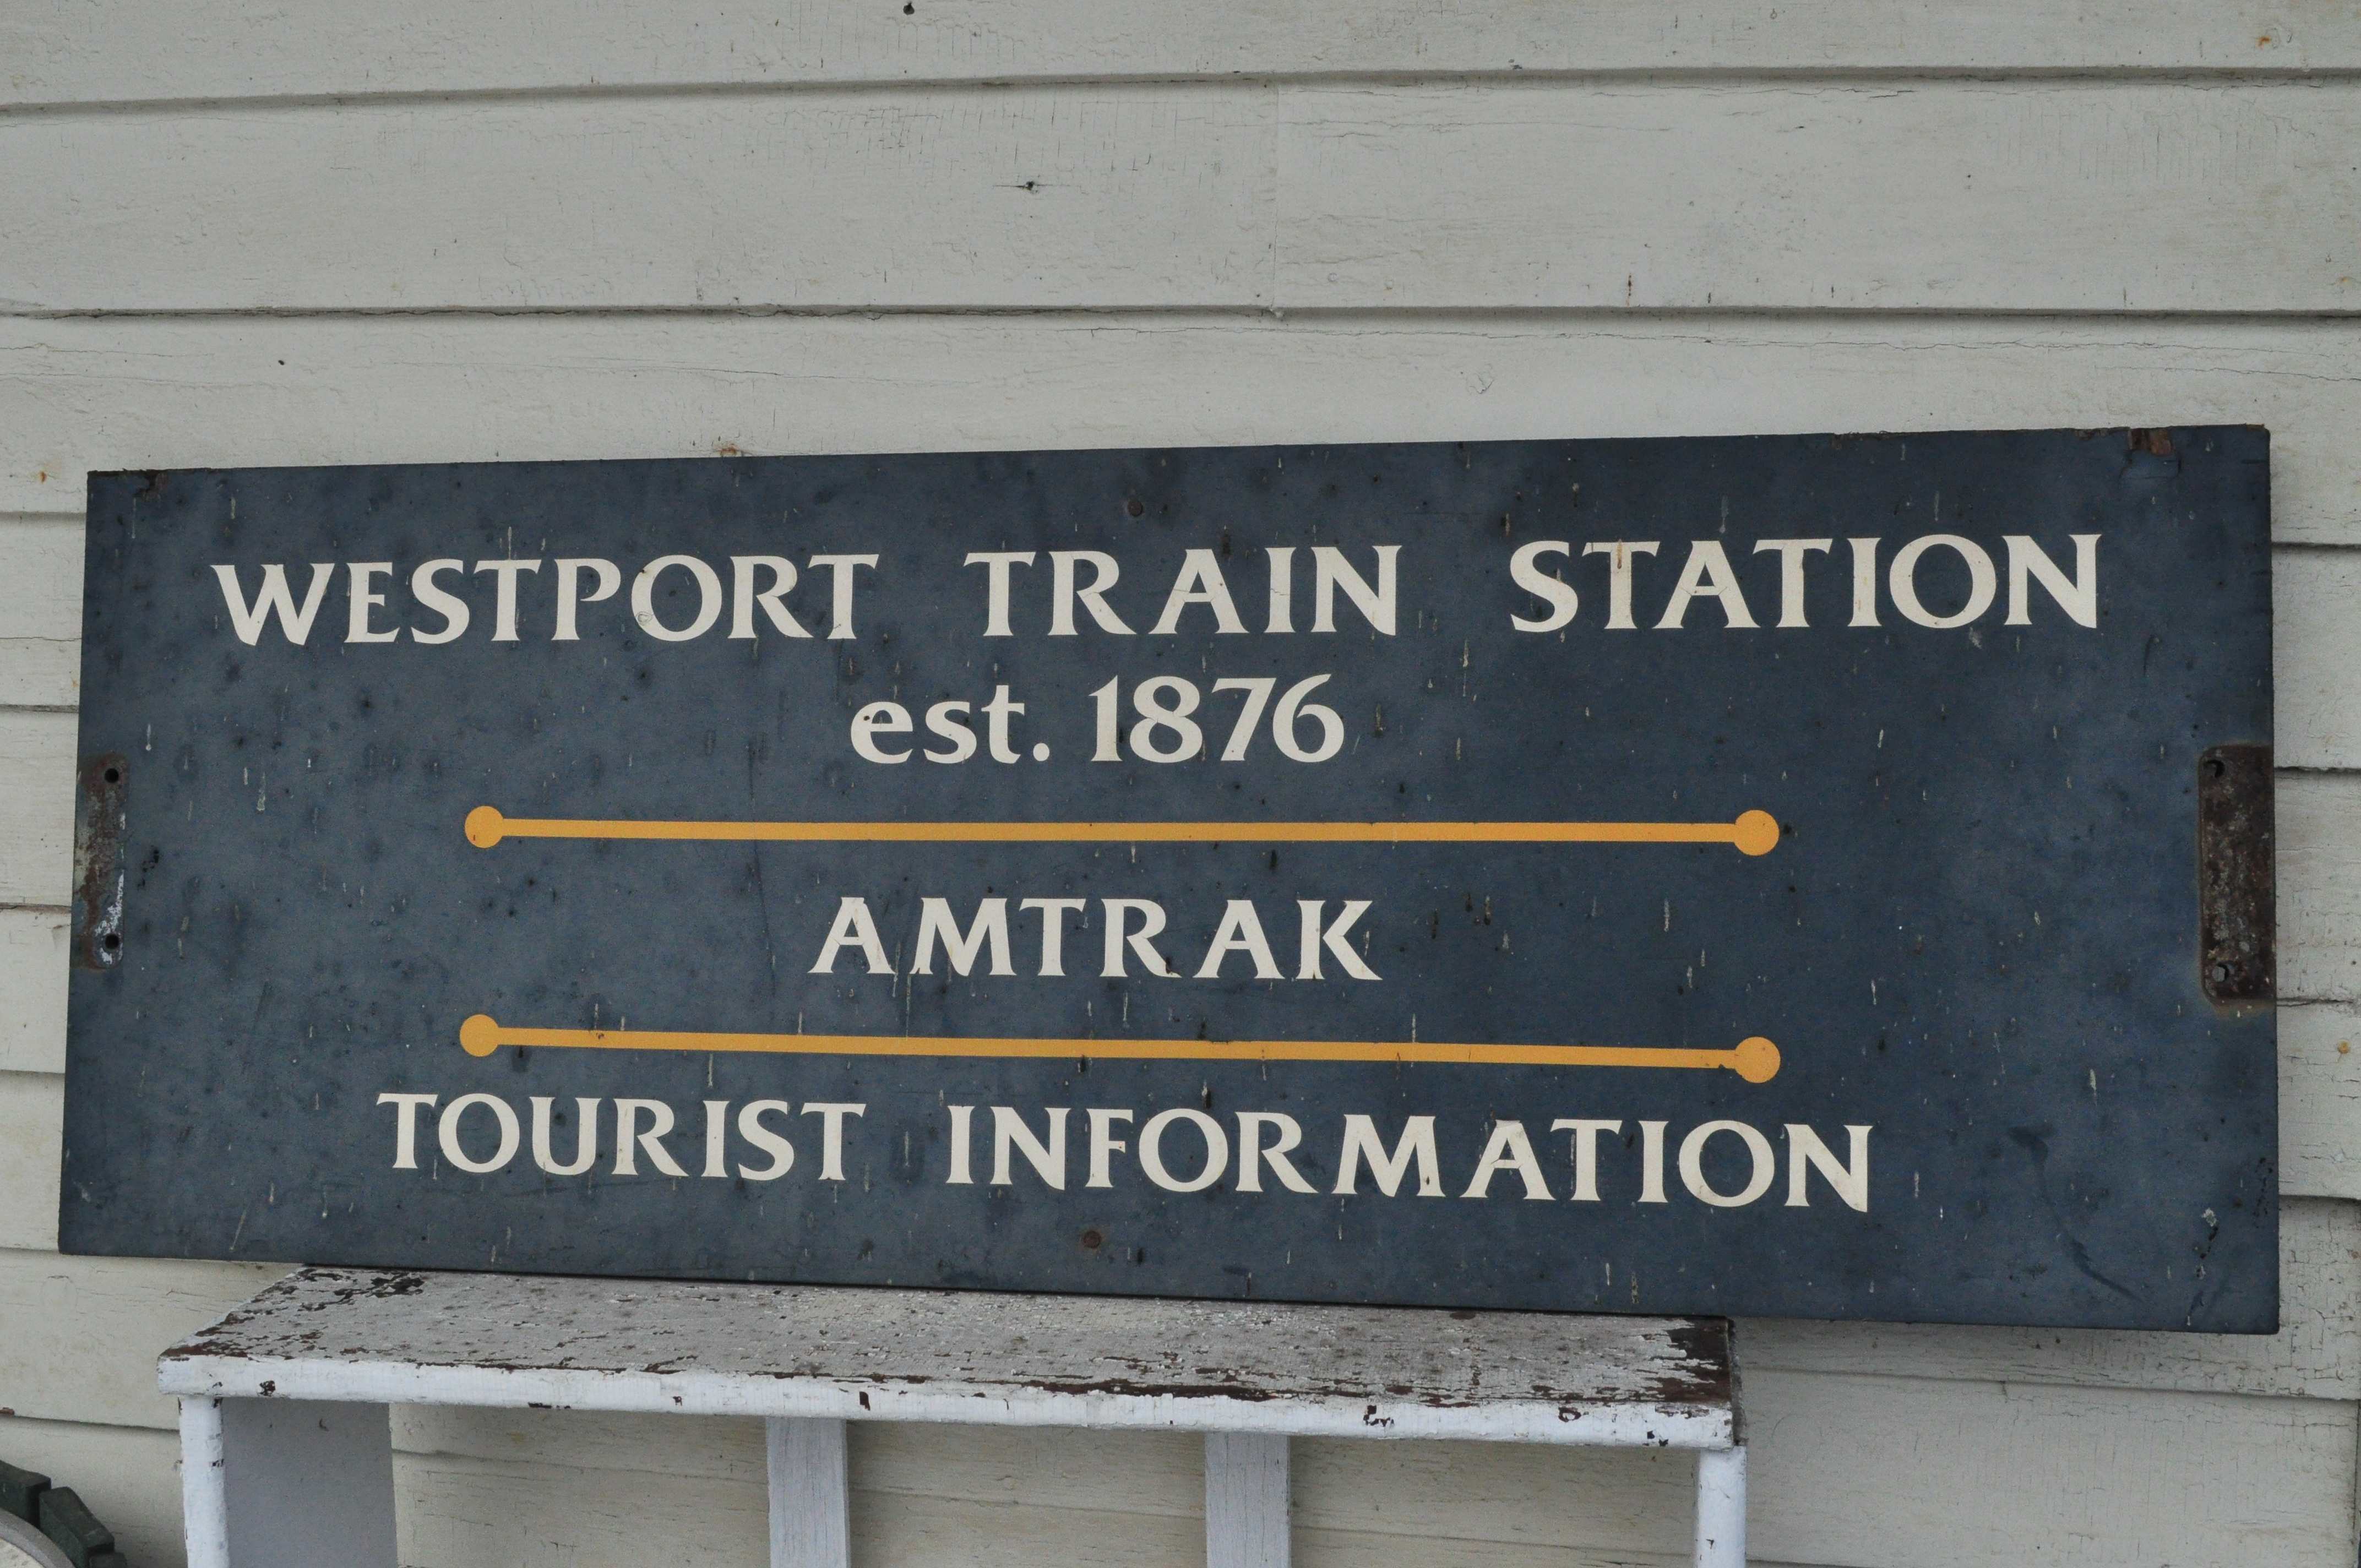 WESTPORT TRAIN STATION
est. 1876
AMTRAK
TOURIST INFORMATION